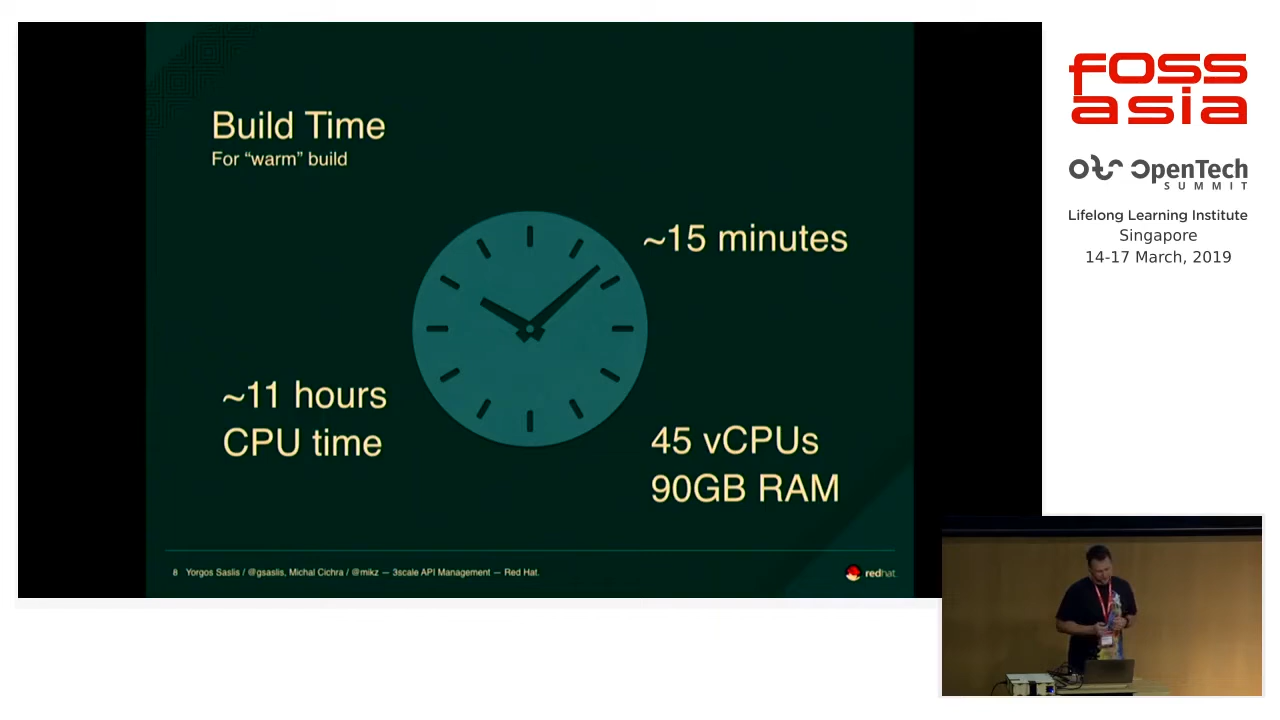 Build Time
For “warm” build
~15 minutes
~11 hours
CPU time
45 vCPUs
90GB RAM
8 Yorgos Saslis / @gsaslis, Michal Cichra / @mikz — 3scale API Management — Red Hat.
redhat.
FOSS
asia
OpenTech
SUMMIT
Lifelong Learning Institute
Singapore
14-17 March, 2019